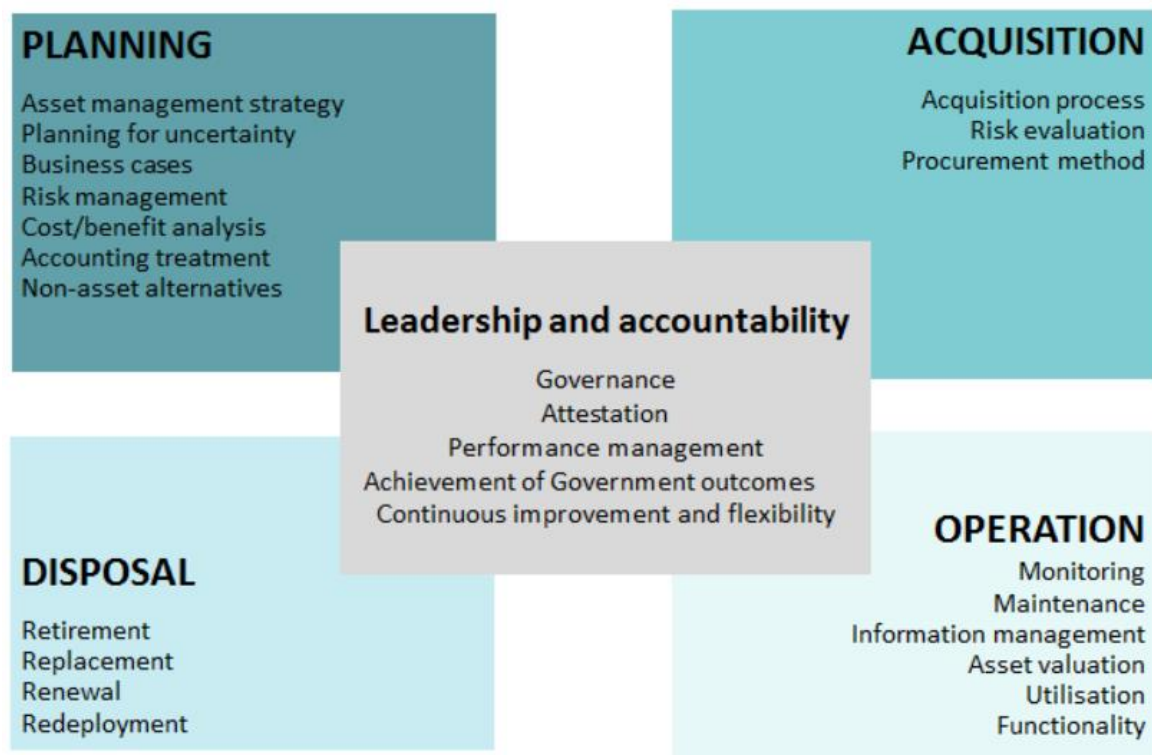 PLANNING
Asset management strategy
Planning for uncertainty
Business cases
Risk management
Cost/benefit analysis
Accounting treatment
Non-asset alternatives
ACQUISITION
Acquisition process
Risk evaluation
Procurement method
Leadership and accountability
Governance
Attestation
Performance management
Achievement of Government outcomes
Continuous improvement and flexibility
DISPOSAL
Retirement
Replacement
Renewal
Redeployment
OPERATION
Monitoring
Maintenance
Information management
Asset valuation
Utilisation
Functionality